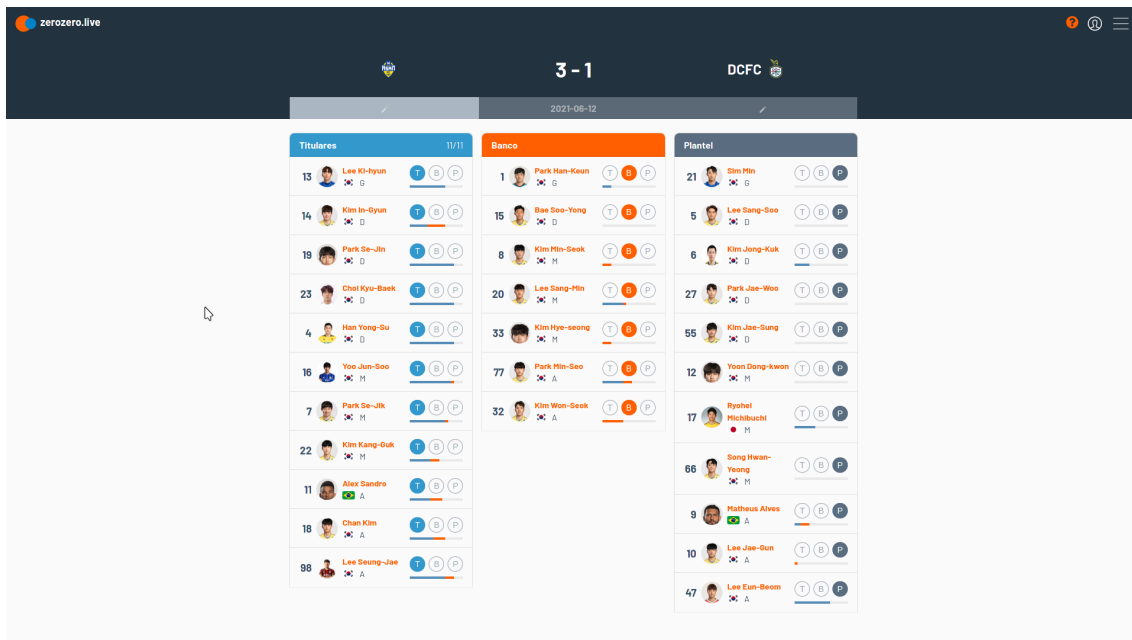 zerozero.live
?
3 - 1
DCFC
2021-06-12
Titulares 11/11
13 Lee Ki-hyun T B P
G
14 Kim In-Gyun T B P
D
19 Park Se-Jin T B P
D
23 Choi Kyu-Baek T B P
D
4 Han Yong-Su T B P
D
16 Yoo Jun-Soo T B P
M
7 Park Se-Jik T B P
M
22 Kim Kang-Guk T B P
M
11 Alex Sandro T B P
A
18 Chan Kim T B P
A
98 Lee Seung-Jae T B P
A
Banco
1 Park Han-Keun T B P
G
15 Bae Soo-Yong T B P
D
8 Kim Min-Seok T B P
M
20 Lee Sang-Min T B P
M
33 Kim Hye-seong T B P
M
77 Park Min-Seo T B P
A
32 Kim Won-Seok T B P
A
Plantel
21 Sim Min T B P
G
5 Lee Sang-Soo T B P
D
6 Kim Jong-Kuk T B P
D
27 Park Jae-Woo T B P
D
55 Kim Jae-Sung T B P
D
12 Yoon Dong-kwon T B P
M
17 Ryohei
Michibuchi T B P
M
66 Song Hwan-
Yeong T B P
M
9 Matheus Alves T B P
A
10 Lee Jae-Gun T B P
A
47 Lee Eun-Beom T B P
A